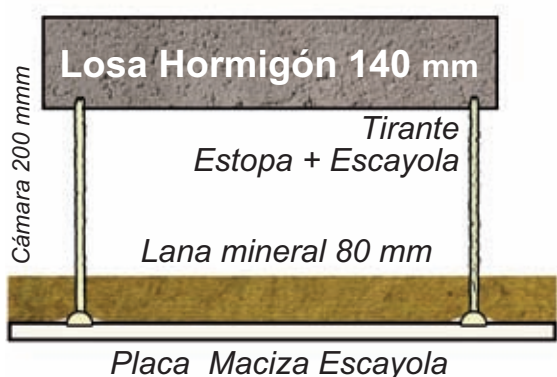 Losa Hormigón 140 mm
Cámara 200 mmm
Tirante
Estopa + Escayola
Lana mineral 80 mm
Placa Maciza Escayola